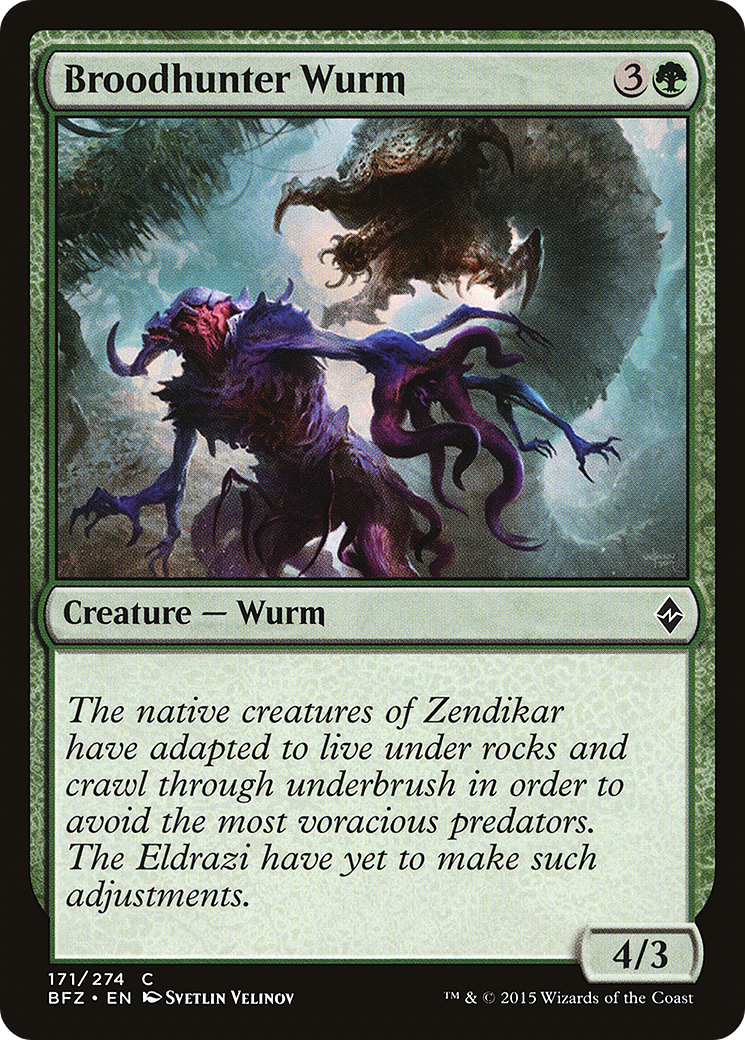 Broodhunter Wurm 3
Creature — Wurm
The native creatures of Zendikar
have adapted to live under rocks and
crawl through underbrush in order to
avoid the most voracious predators.
The Eldrazi have yet to make such
adjustments.
4/3
171/274 C
BFZ • EN Svetlin Velinov ™ & © 2015 Wizards of the Coast